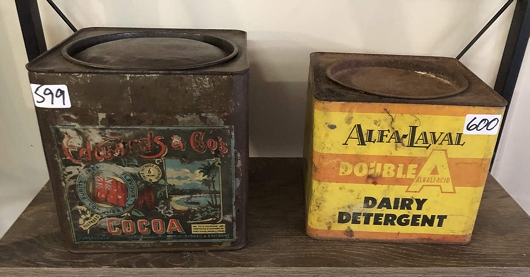 599
Edwards & Co's
COCOA
600
ALFA-LAVAL
DOUBLE A
DAIRY
DETERGENT